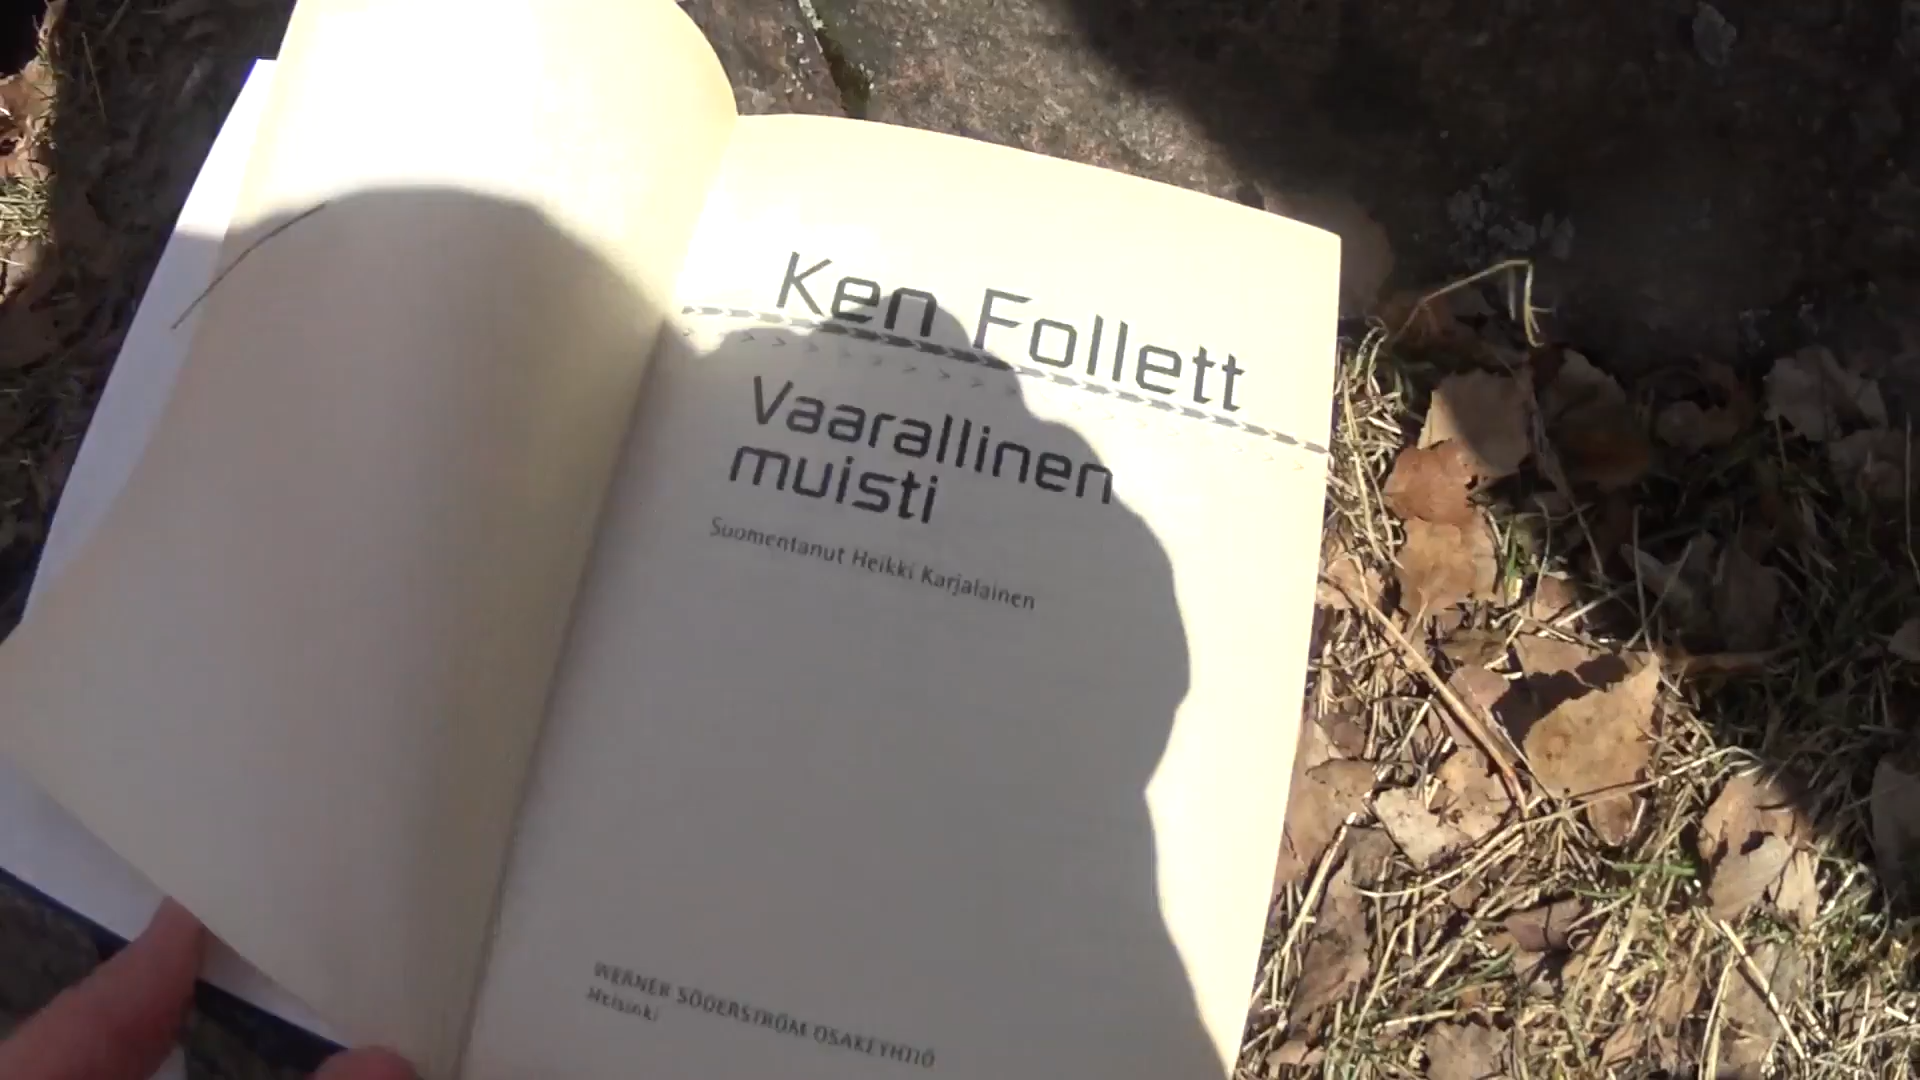 Ken Follett
Vaarallinen
muisti
Suomentanut Heikki Karjalainen
WERNER SÖDERSTRÖM OSAKEYHTIÖ
Helsinki